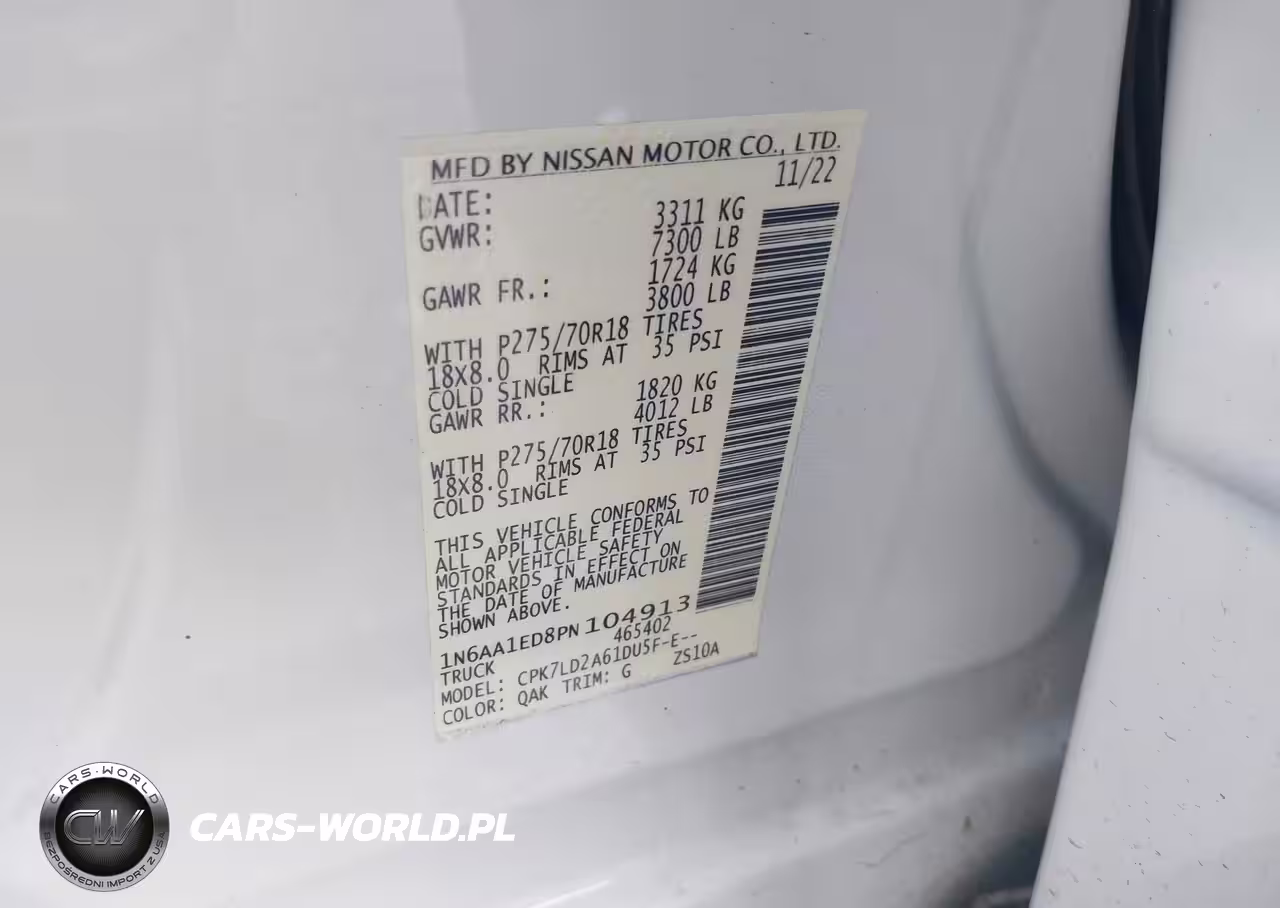 MFD BY NISSAN MOTOR CO., LTD.
DATE: 11/22
GVWR: 3311 KG
7300 LB
GAWR FR.: 1724 KG
3800 LB
WITH P275/70R18 TIRES
18X8.0 RIMS AT 35 PSI
COLD SINGLE
GAWR RR.: 1820 KG
4012 LB
WITH P275/70R18 TIRES
18X8.0 RIMS AT 35 PSI
COLD SINGLE
THIS VEHICLE CONFORMS TO
ALL APPLICABLE FEDERAL
MOTOR VEHICLE SAFETY
STANDARDS IN EFFECT ON
THE DATE OF MANUFACTURE
SHOWN ABOVE.
1N6AA1ED8PN104913
TRUCK 465402
MODEL: CPK7LD2A61DU5F-E--
COLOR: QAK TRIM: G ZS10A
CARS-WORLD
CW
BEZPOŚREDNI IMPORT Z USA
CARS-WORLD.PL